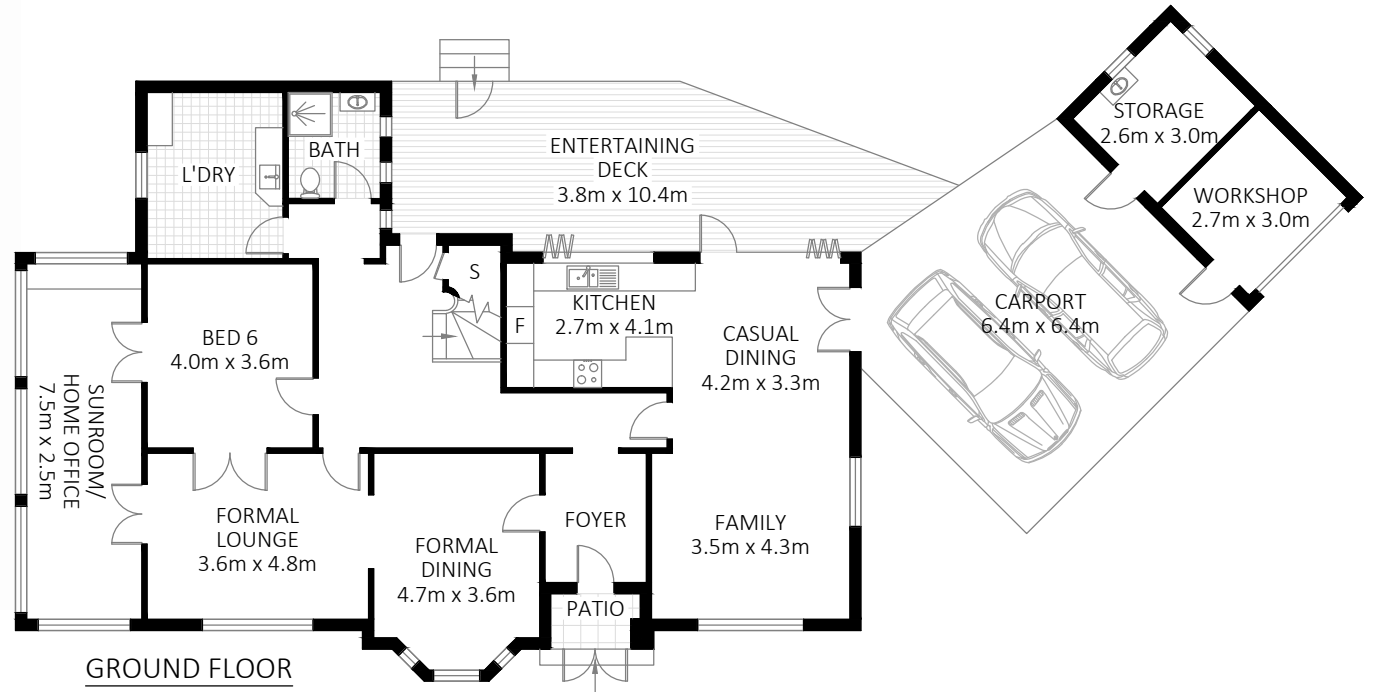 STORAGE
2.6m x 3.0m
WORKSHOP
2.7m x 3.0m
ENTERTAINING
DECK
3.8m x 10.4m
BATH
L'DRY
S
KITCHEN
2.7m x 4.1m
F
CARPORT
6.4m x 6.4m
BED 6
4.0m x 3.6m
CASUAL
DINING
4.2m x 3.3m
SUNROOM/
HOME OFFICE
7.5m x 2.5m
FORMAL
LOUNGE
3.6m x 4.8m
FORMAL
DINING
4.7m x 3.6m
FOYER
FAMILY
3.5m x 4.3m
PATIO
GROUND FLOOR